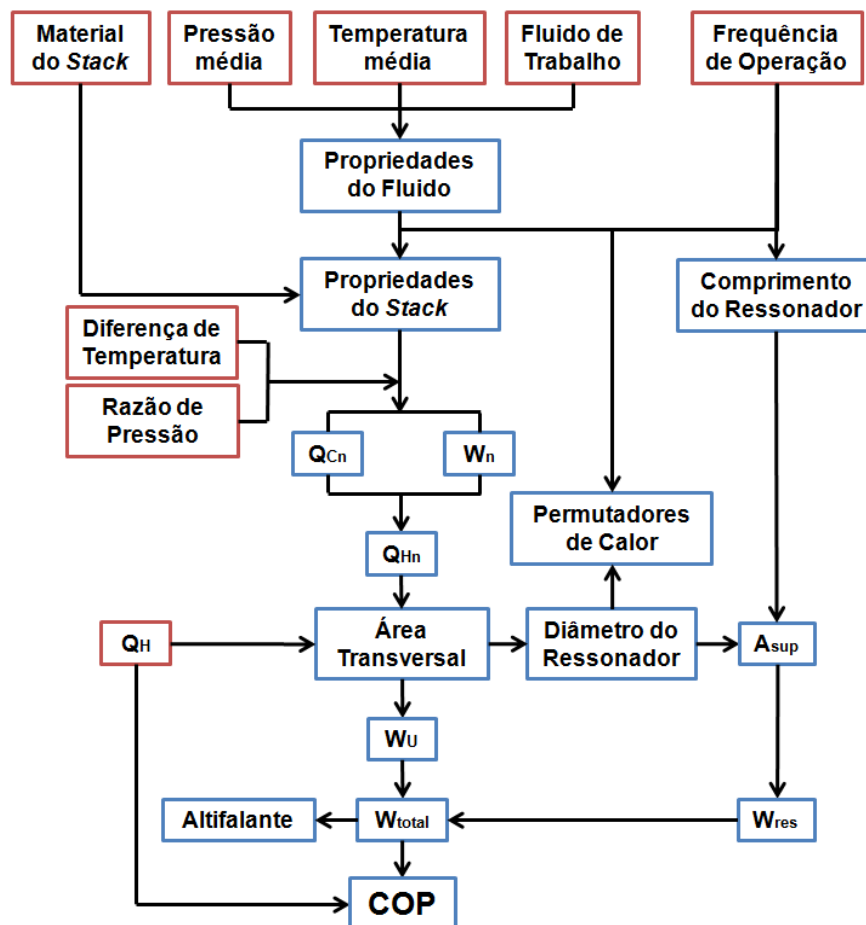 Material
do Stack
Pressão
média
Temperatura
média
Fluido de
Trabalho
Frequência
de Operação
Propriedades
do Fluido
Propriedades
do Stack
Comprimento
do Ressonador
Diferença de
Temperatura
Razão de
Pressão
QCn
Wn
Permutadores
de Calor
QHn
QH
Área
Transversal
Diâmetro do
Ressonador
Asup
WU
Altifalante
Wtotal
Wres
COP